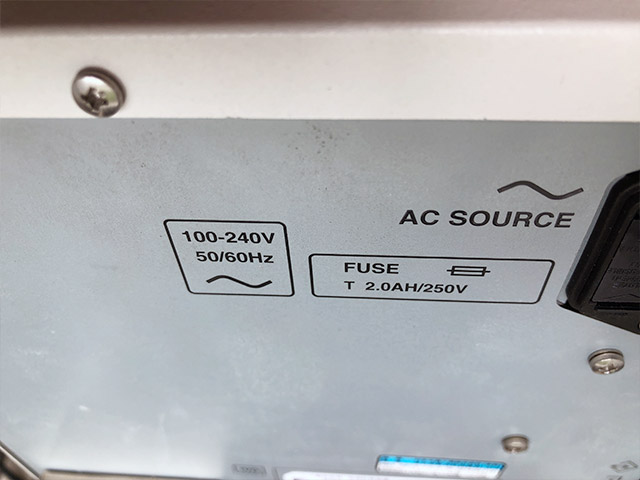 AC SOURCE
100-240V
50/60Hz
FUSE
T 2.0AH/250V